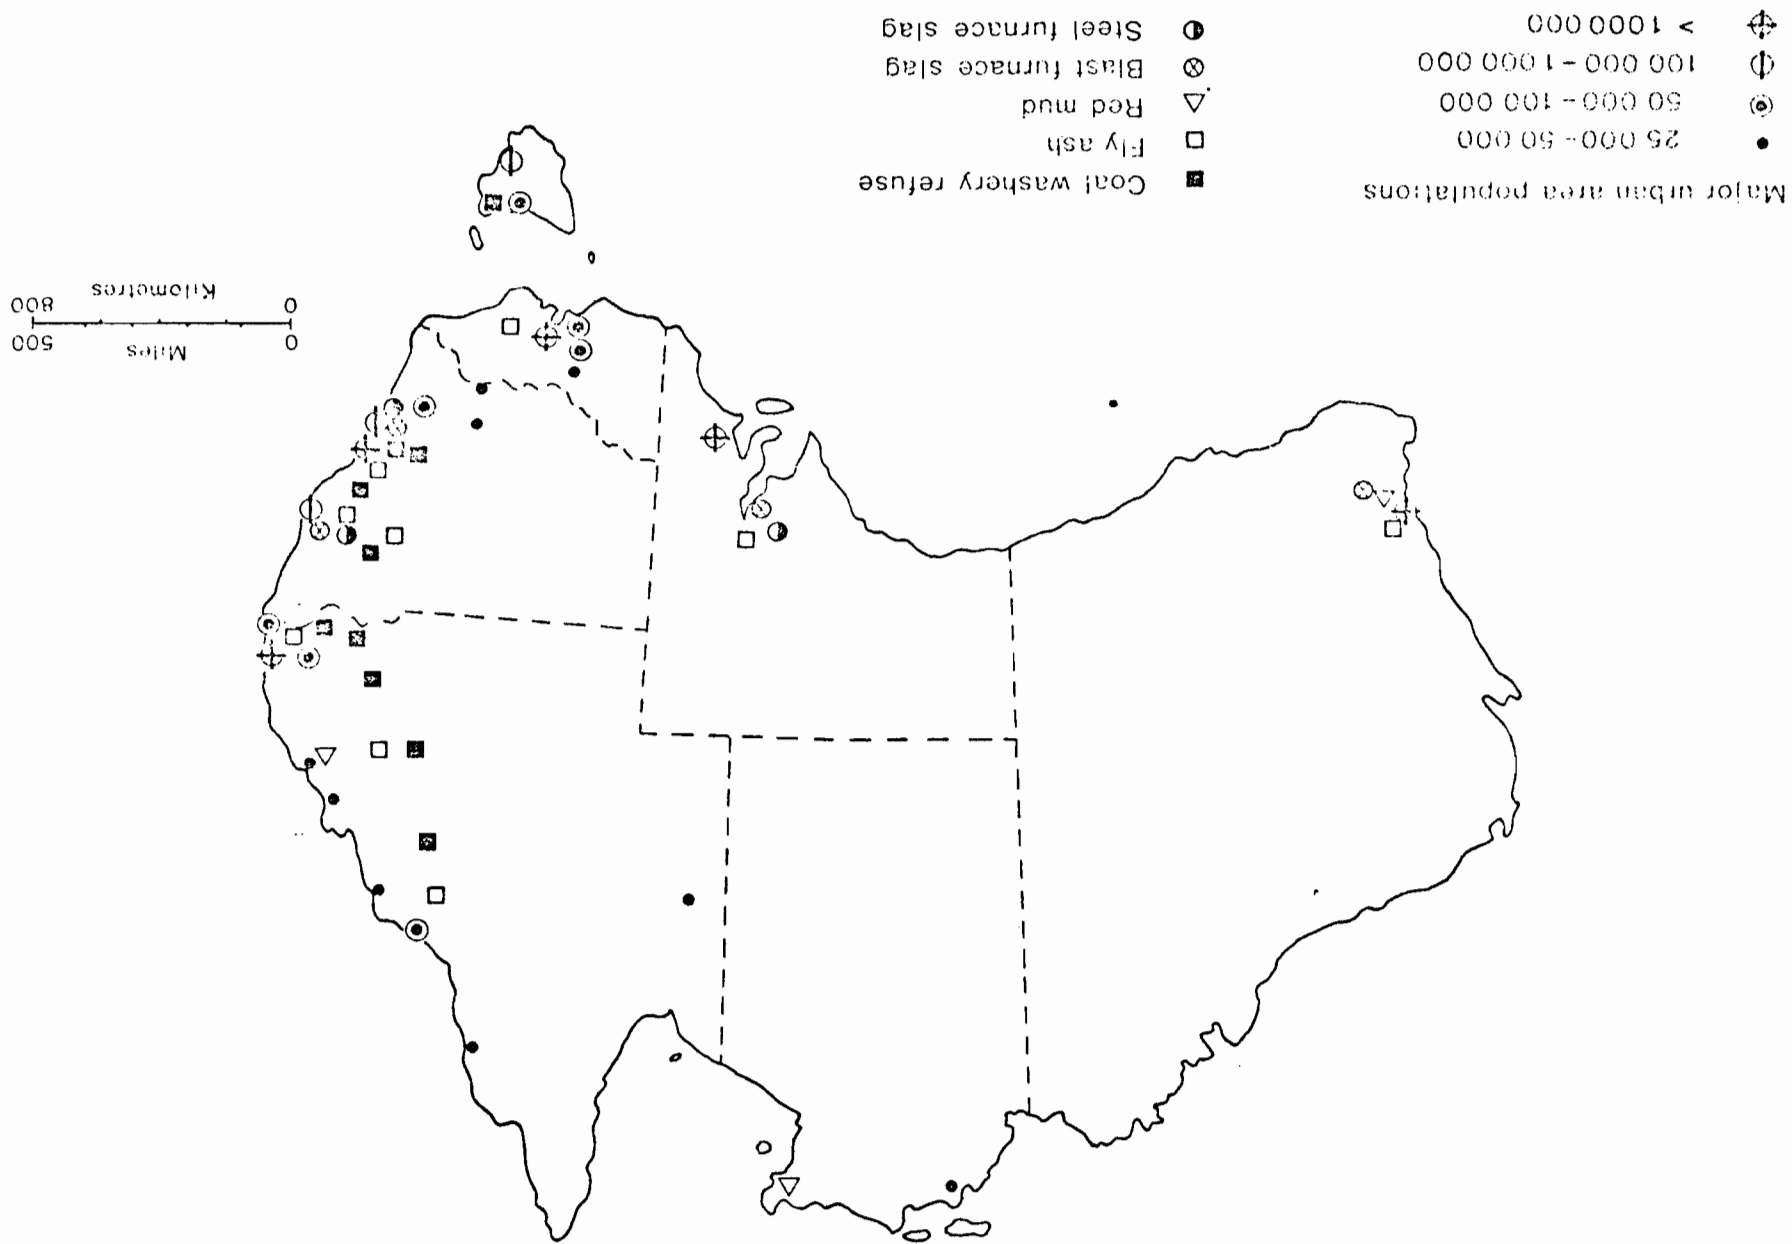 Major urban area populations
25 000-50 000
50 000-100 000
100 000-1 000 000
> 1 000 000
Coal washery refuse
Fly ash
Red mud
Blast furnace slag
Steel furnace slag
0 Miles 500
0 Kilometres 800